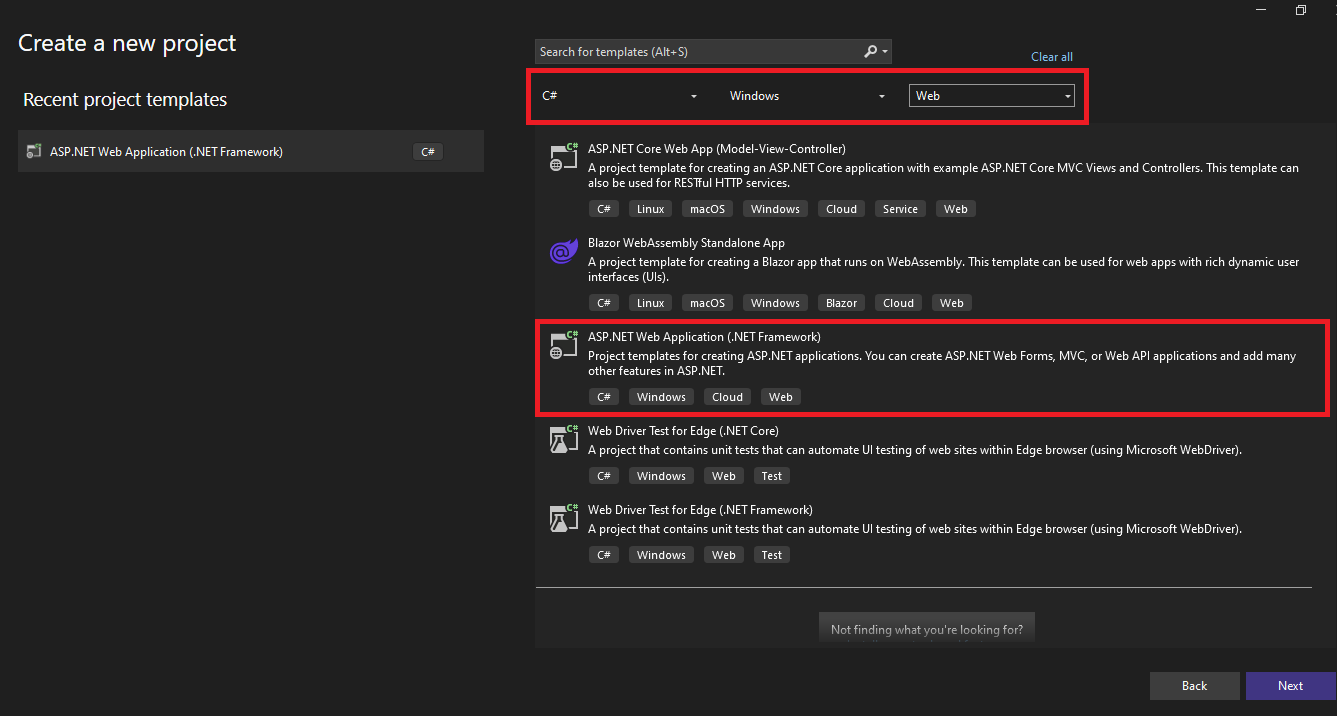 Create a new project
Recent project templates
ASP.NET Web Application (.NET Framework) C#
Search for templates (Alt+S)
Clear all
C# Windows Web
C#
ASP.NET Core Web App (Model-View-Controller)
A project template for creating an ASP.NET Core application with example ASP.NET Core MVC Views and Controllers. This template can
also be used for RESTful HTTP services.
C# Linux macOS Windows Cloud Service Web
Blazor WebAssembly Standalone App
A project template for creating a Blazor app that runs on WebAssembly. This template can be used for web apps with rich dynamic user
interfaces (UIs).
C# Linux macOS Windows Blazor Cloud Web
C#
ASP.NET Web Application (.NET Framework)
Project templates for creating ASP.NET applications. You can create ASP.NET Web Forms, MVC, or Web API applications and add many
other features in ASP.NET.
C# Windows Cloud Web
C#
Web Driver Test for Edge (.NET Core)
A project that contains unit tests that can automate UI testing of web sites within Edge browser (using Microsoft WebDriver).
C# Windows Web Test
C#
Web Driver Test for Edge (.NET Framework)
A project that contains unit tests that can automate UI testing of web sites within Edge browser (using Microsoft WebDriver).
C# Windows Web Test
Not finding what you're looking for?
Back Next